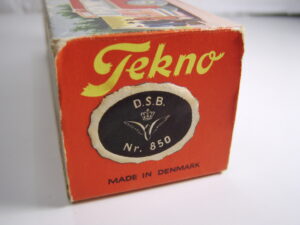 Tekno
D.S.B.
Nr. 850
MADE IN DENMARK